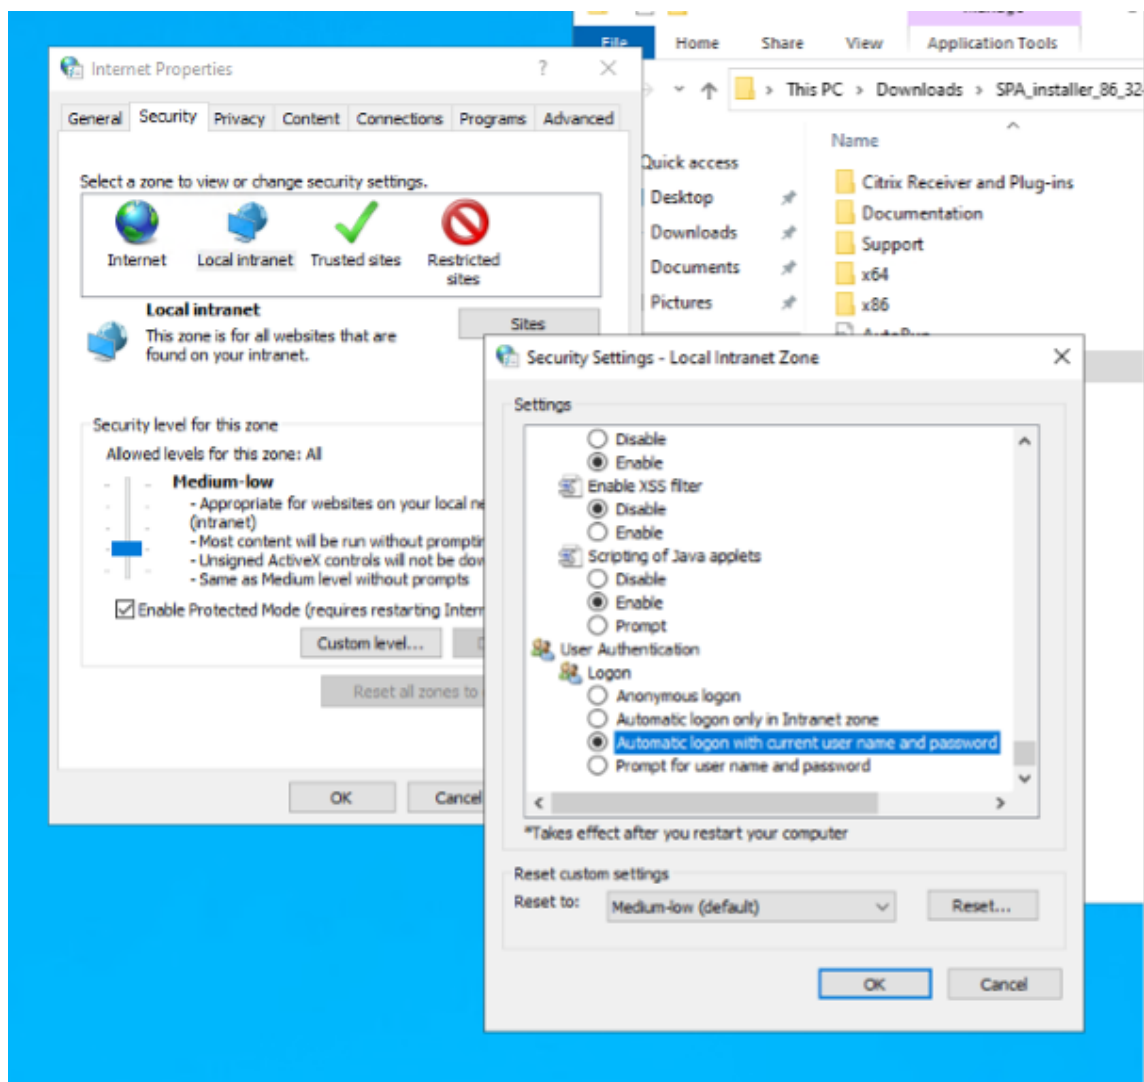 File
Home
Share
View
Application Tools
Internet Properties
?
General
Security
Privacy
Content
Connections
Programs
Advanced
This PC > Downloads > SPA_installer_86_32
Name
Select a zone to view or change security settings.
Internet
Local intranet
Trusted sites
Restricted
sites
Quick access
Desktop
Downloads
Documents
Pictures
Citrix Receiver and Plug-ins
Documentation
Support
x64
x86
Local intranet
This zone is for all websites that are
found on your intranet.
Sites
Security level for this zone
Allowed levels for this zone: All
Medium-low
- Appropriate for websites on your local
(intranet)
- Most content will be run without
- Unsigned ActiveX controls will not be
- Same as Medium level without prompts
Enable Protected Mode (requires restarting
Custom level...
Reset all zones to
OK
Cancel
Security Settings - Local Intranet Zone
Settings
Disable
Enable
Enable XSS filter
Disable
Enable
Scripting of Java applets
Disable
Enable
Prompt
User Authentication
Logon
Anonymous logon
Automatic logon only in Intranet zone
Automatic logon with current user name and password
Prompt for user name and password
*Takes effect after you restart your computer
Reset custom settings
Reset to:
Medium-low (default)
Reset...
OK
Cancel